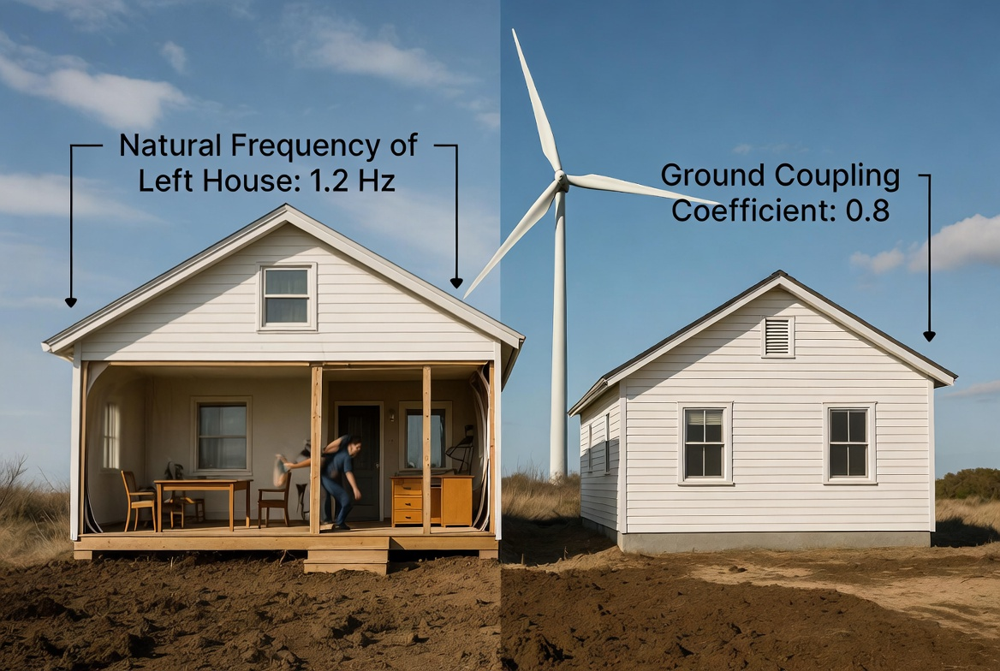 Natural Frequency of
Left House: 1.2 Hz
Ground Coupling
Coefficient: 0.8